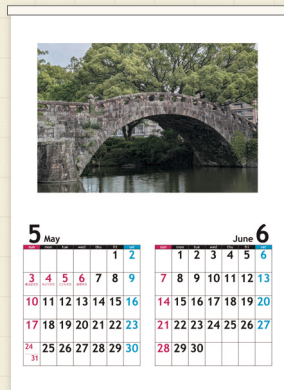 5 May
sun mon tue wed thu fri sat
1 2
3 4 5 6 7 8 9
10 11 12 13 14 15 16
17 18 19 20 21 22 23
24 25 26 27 28 29 30
31
June 6
sun mon tue wed thu fri sat
1 2 3 4 5 6
7 8 9 10 11 12 13
14 15 16 17 18 19 20
21 22 23 24 25 26 27
28 29 30